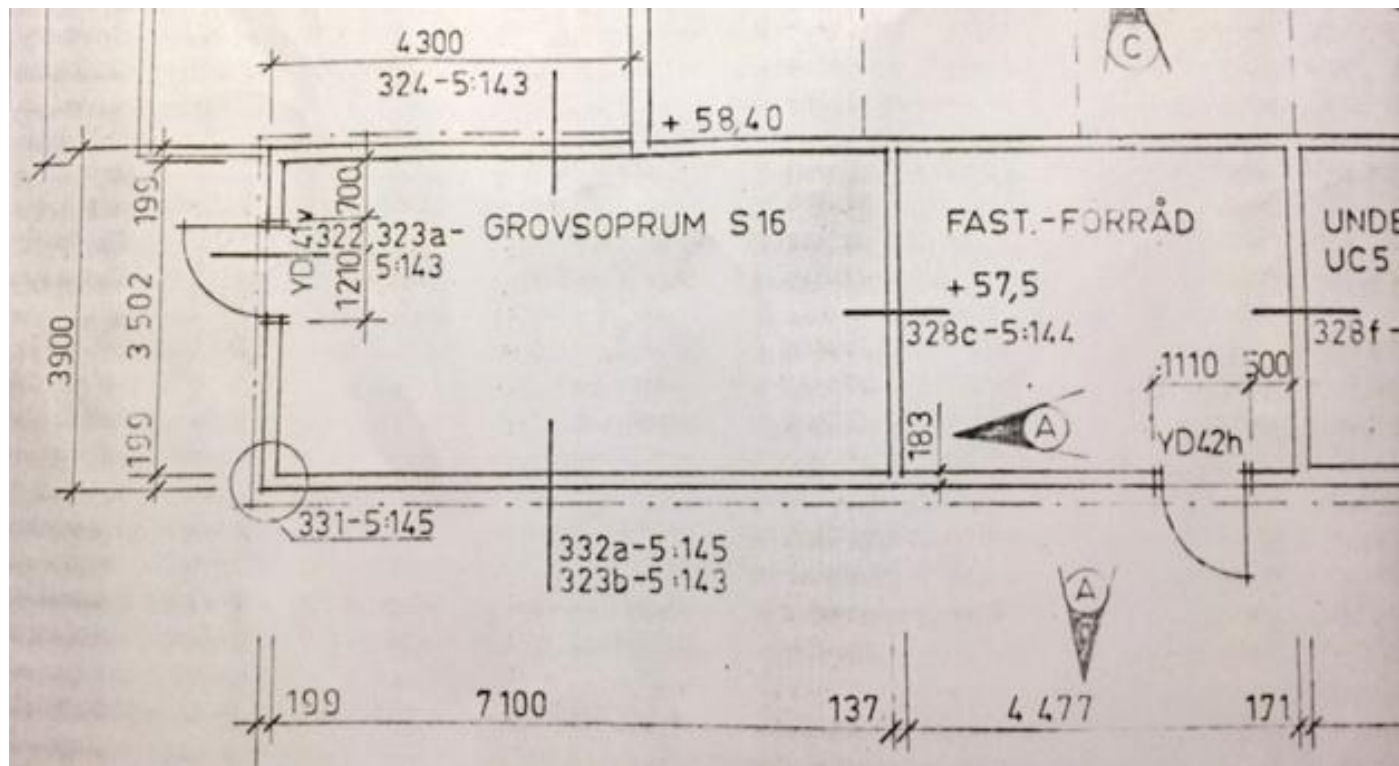 4300
324-5:143
C
+ 58,40
199
700
YD41v
322,323a-
5:143
1210
GROVSOPRUM S16
FAST.-FÖRRÅD
UNDE
UC5
+ 57,5
3900
3 502
328c-5:144
328f-
1110
500
199
183
A
YD42h
331-5:145
332a-5:145
323b-5:143
A
199
7100
137
4 477
171